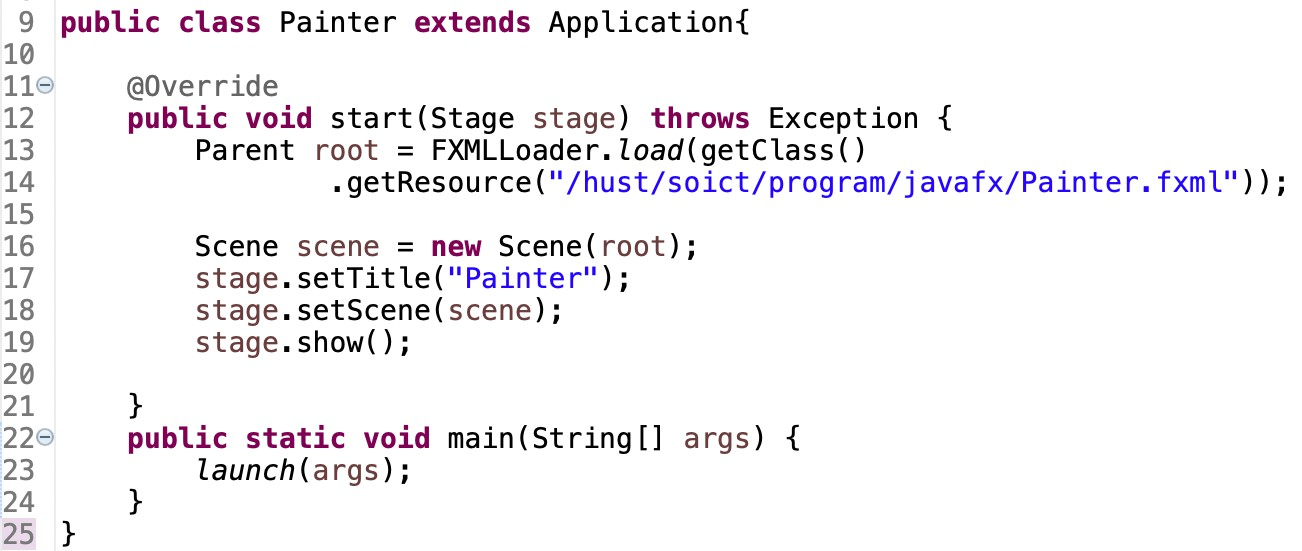 9 public class Painter extends Application{
10
11 @Override
12 public void start(Stage stage) throws Exception {
13 Parent root = FXMLLoader.load(getClass()
14 .getResource("/hust/soict/program/javafx/Painter.fxml"));
15
16 Scene scene = new Scene(root);
17 stage.setTitle("Painter");
18 stage.setScene(scene);
19 stage.show();
20
21 }
22 public static void main(String[] args) {
23 launch(args);
24 }
25 }